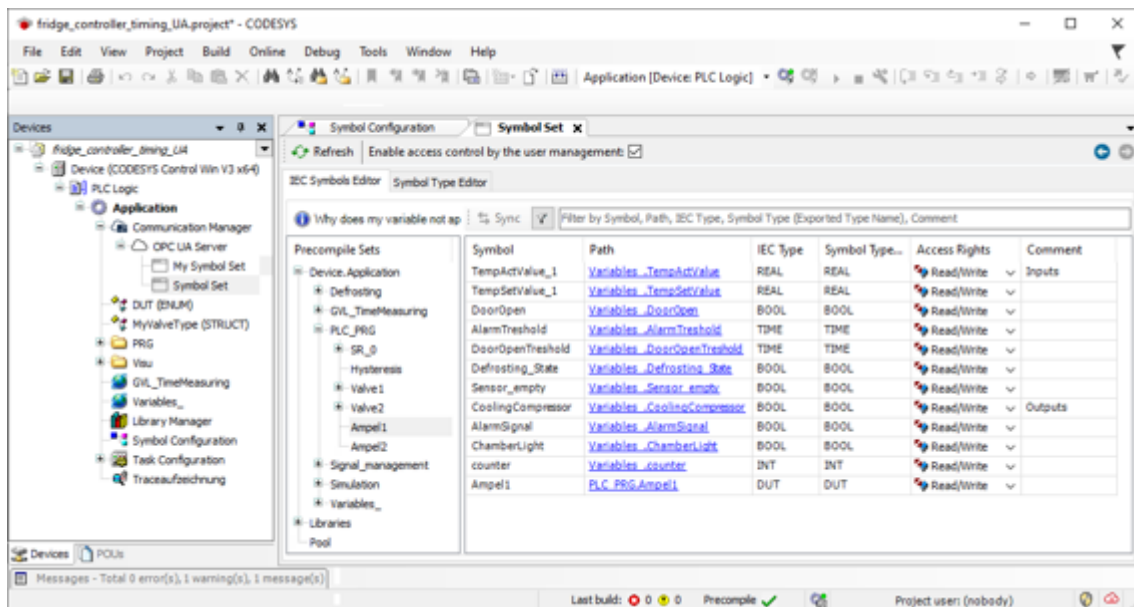 fridge_controller_timing_UA.project* - CODESYS
File Edit View Project Build Online Debug Tools Window Help
Application [Device: PLC Logic]
Devices
fridge_controller_timing_UA
Device (CODESYS Control Win V3 x64)
PLC Logic
Application
Communication Manager
OPC UA Server
My Symbol Set
Symbol Set
DUT (ENUM)
MyValveType (STRUCT)
PRG
Visu
GVL_TimeMeasuring
Variables_
Library Manager
Symbol Configuration
Task Configuration
Traceaufzeichnung
Devices POUs
Symbol Configuration Symbol Set
Refresh Enable access control by the user management:
IEC Symbols Editor Symbol Type Editor
Why does my variable not ap Sync Filter by Symbol, Path, IEC Type, Symbol Type (Exported Type Name), Comment
Precompile Sets
Device.Application
Defrosting
GVL_TimeMeasuring
PLC_PRG
SR_0
Hysteresis
Valve1
Valve2
Ampel1
Ampel2
Signal_management
Simulation
Variables_
Libraries
Pool
Symbol Path IEC Type Symbol Type... Access Rights Comment
TempActValue_1 Variables_.TempActValue REAL REAL Read/Write Inputs
TempSetValue_1 Variables_.TempSetValue REAL REAL Read/Write
DoorOpen Variables_.DoorOpen BOOL BOOL Read/Write
AlarmTreshold Variables_.AlarmTreshold TIME TIME Read/Write
DoorOpenTreshold Variables_.DoorOpenTreshold TIME TIME Read/Write
Defrosting_State Variables_.Defrosting_State BOOL BOOL Read/Write
Sensor_empty Variables_.Sensor_empty BOOL BOOL Read/Write
CoolingCompressor Variables_.CoolingCompressor BOOL BOOL Read/Write Outputs
AlarmSignal Variables_.AlarmSignal BOOL BOOL Read/Write
ChamberLight Variables_.ChamberLight BOOL BOOL Read/Write
counter Variables_.counter INT INT Read/Write
Ampel1 PLC_PRG.Ampel1 DUT DUT Read/Write
Messages - Total 0 error(s), 1 warning(s), 1 message(s)
Last build: 0 0 Precompile Project user: (nobody)